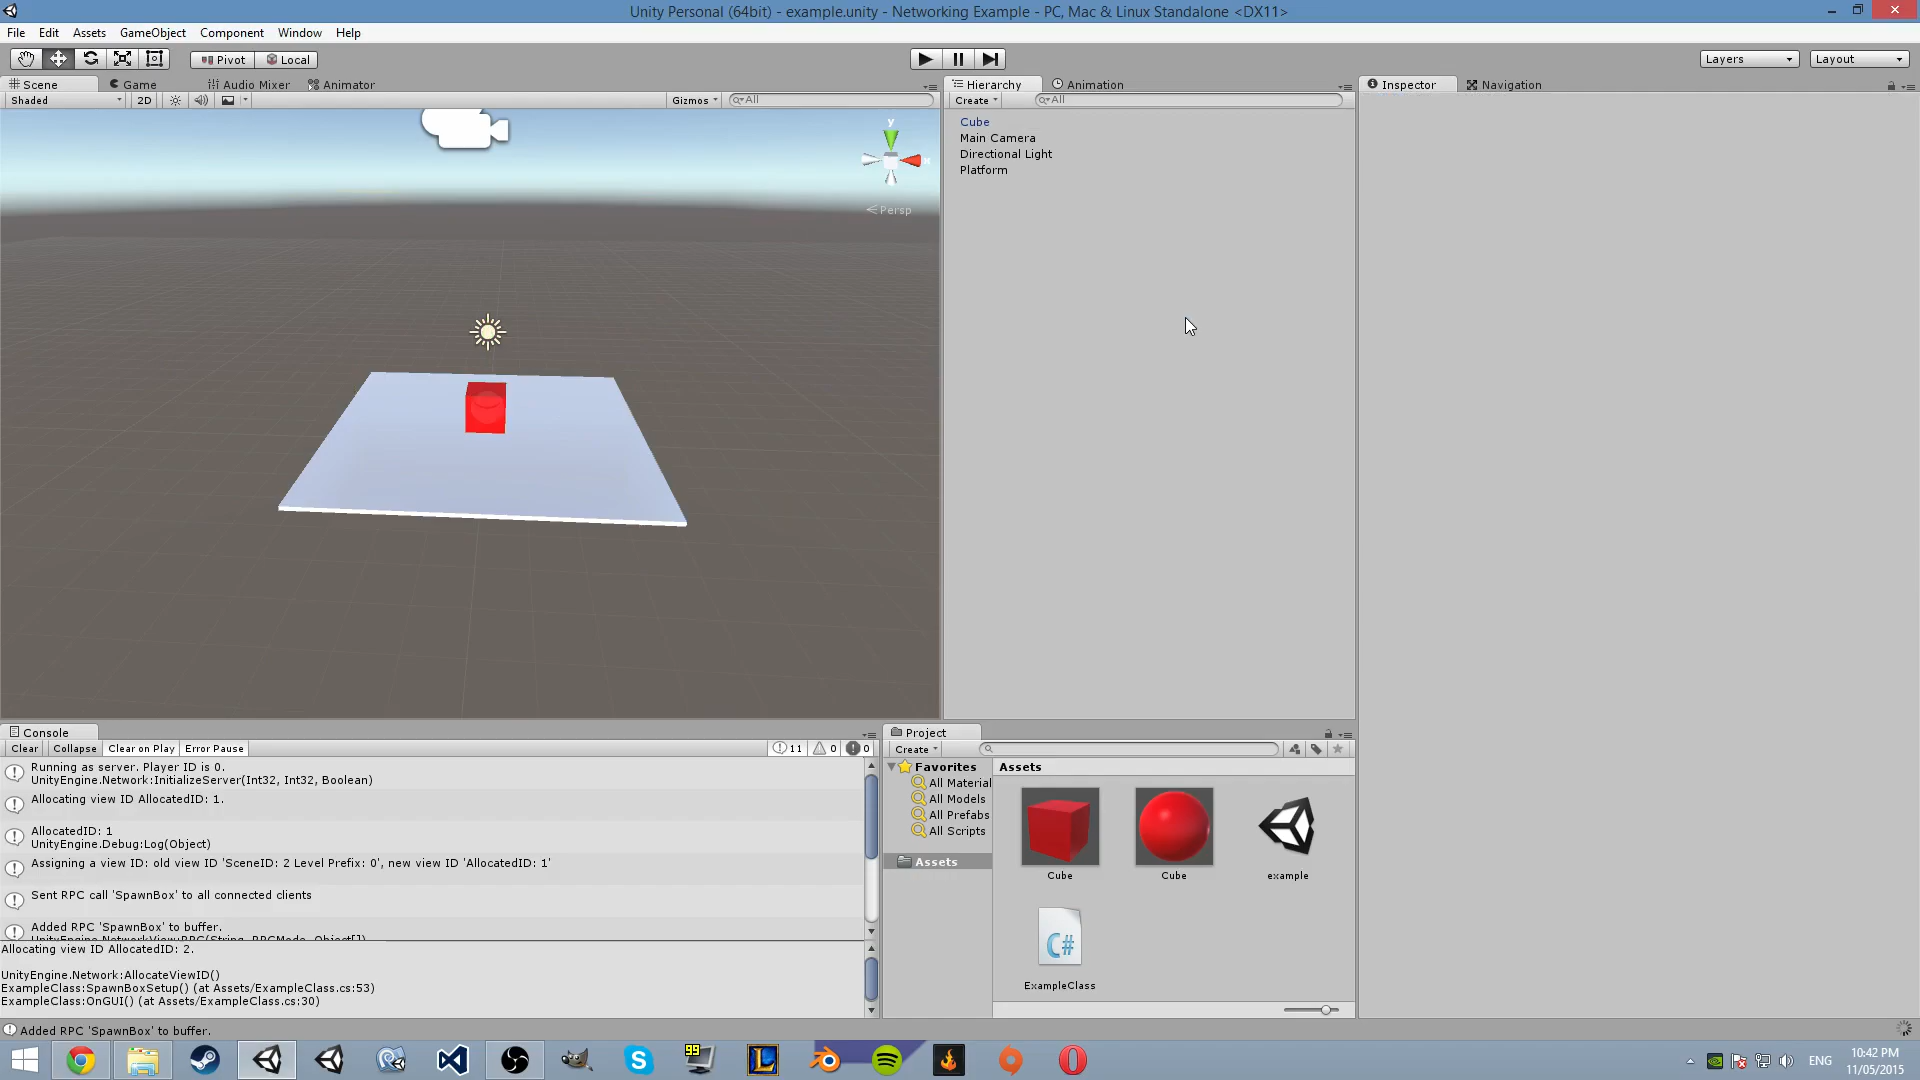 Unity Personal (64bit) - example.unity - Networking Example - PC, Mac & Linux Standalone <DX11>
File Edit Assets GameObject Component Window Help
Pivot Local
Layers Layout
Scene Game Audio Mixer Animator
Shaded 2D Gizmos All
Hierarchy Animation
Create All
Inspector Navigation
Cube
Main Camera
Directional Light
Platform
y
x
Persp
Console
Clear Collapse Clear on Play Error Pause 11 0 0
Running as server. Player ID is 0.
UnityEngine.Network:InitializeServer(Int32, Int32, Boolean)
Allocating view ID AllocatedID: 1.
AllocatedID: 1
UnityEngine.Debug:Log(Object)
Assigning a view ID: old view ID 'SceneID: 2 Level Prefix: 0', new view ID 'AllocatedID: 1'
Sent RPC call 'SpawnBox' to all connected clients
Added RPC 'SpawnBox' to buffer.
UnityEngine.NetworkView:RPC(String, RPCMode, Object[])
Allocating view ID AllocatedID: 2.
UnityEngine.Network:AllocateViewID()
ExampleClass:SpawnBoxSetup() (at Assets/ExampleClass.cs:53)
ExampleClass:OnGUI() (at Assets/ExampleClass.cs:30)
Added RPC 'SpawnBox' to buffer.
Project
Create
Favorites
All Material
All Models
All Prefabs
All Scripts
Assets
Assets
Cube
Cube
example
C#
ExampleClass
99
L
ENG
10:42 PM
11/05/2015